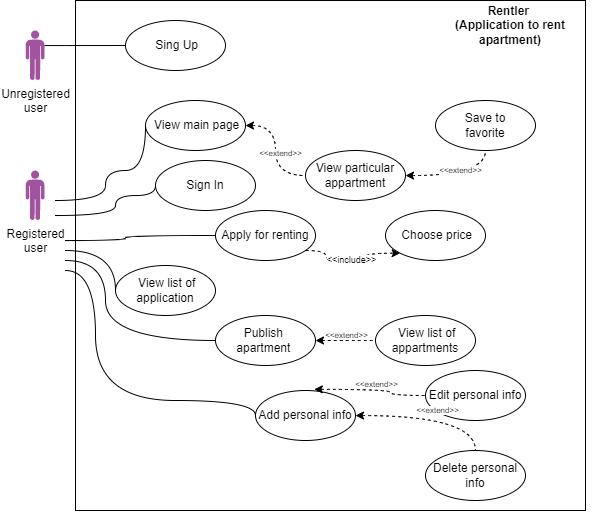 Rentler
(Application to rent
apartment)
Sing Up
Unregistered
user
View main page
Save to
favorite
<<extend>>
<<extend>>
View particular
appartment
Sign In
Registered
user
Apply for renting
Choose price
<<include>>
View list of
application
Publish
apartment
<<extend>>
View list of
appartments
<<extend>>
Edit personal info
<<extend>>
Add personal info
Delete personal
info